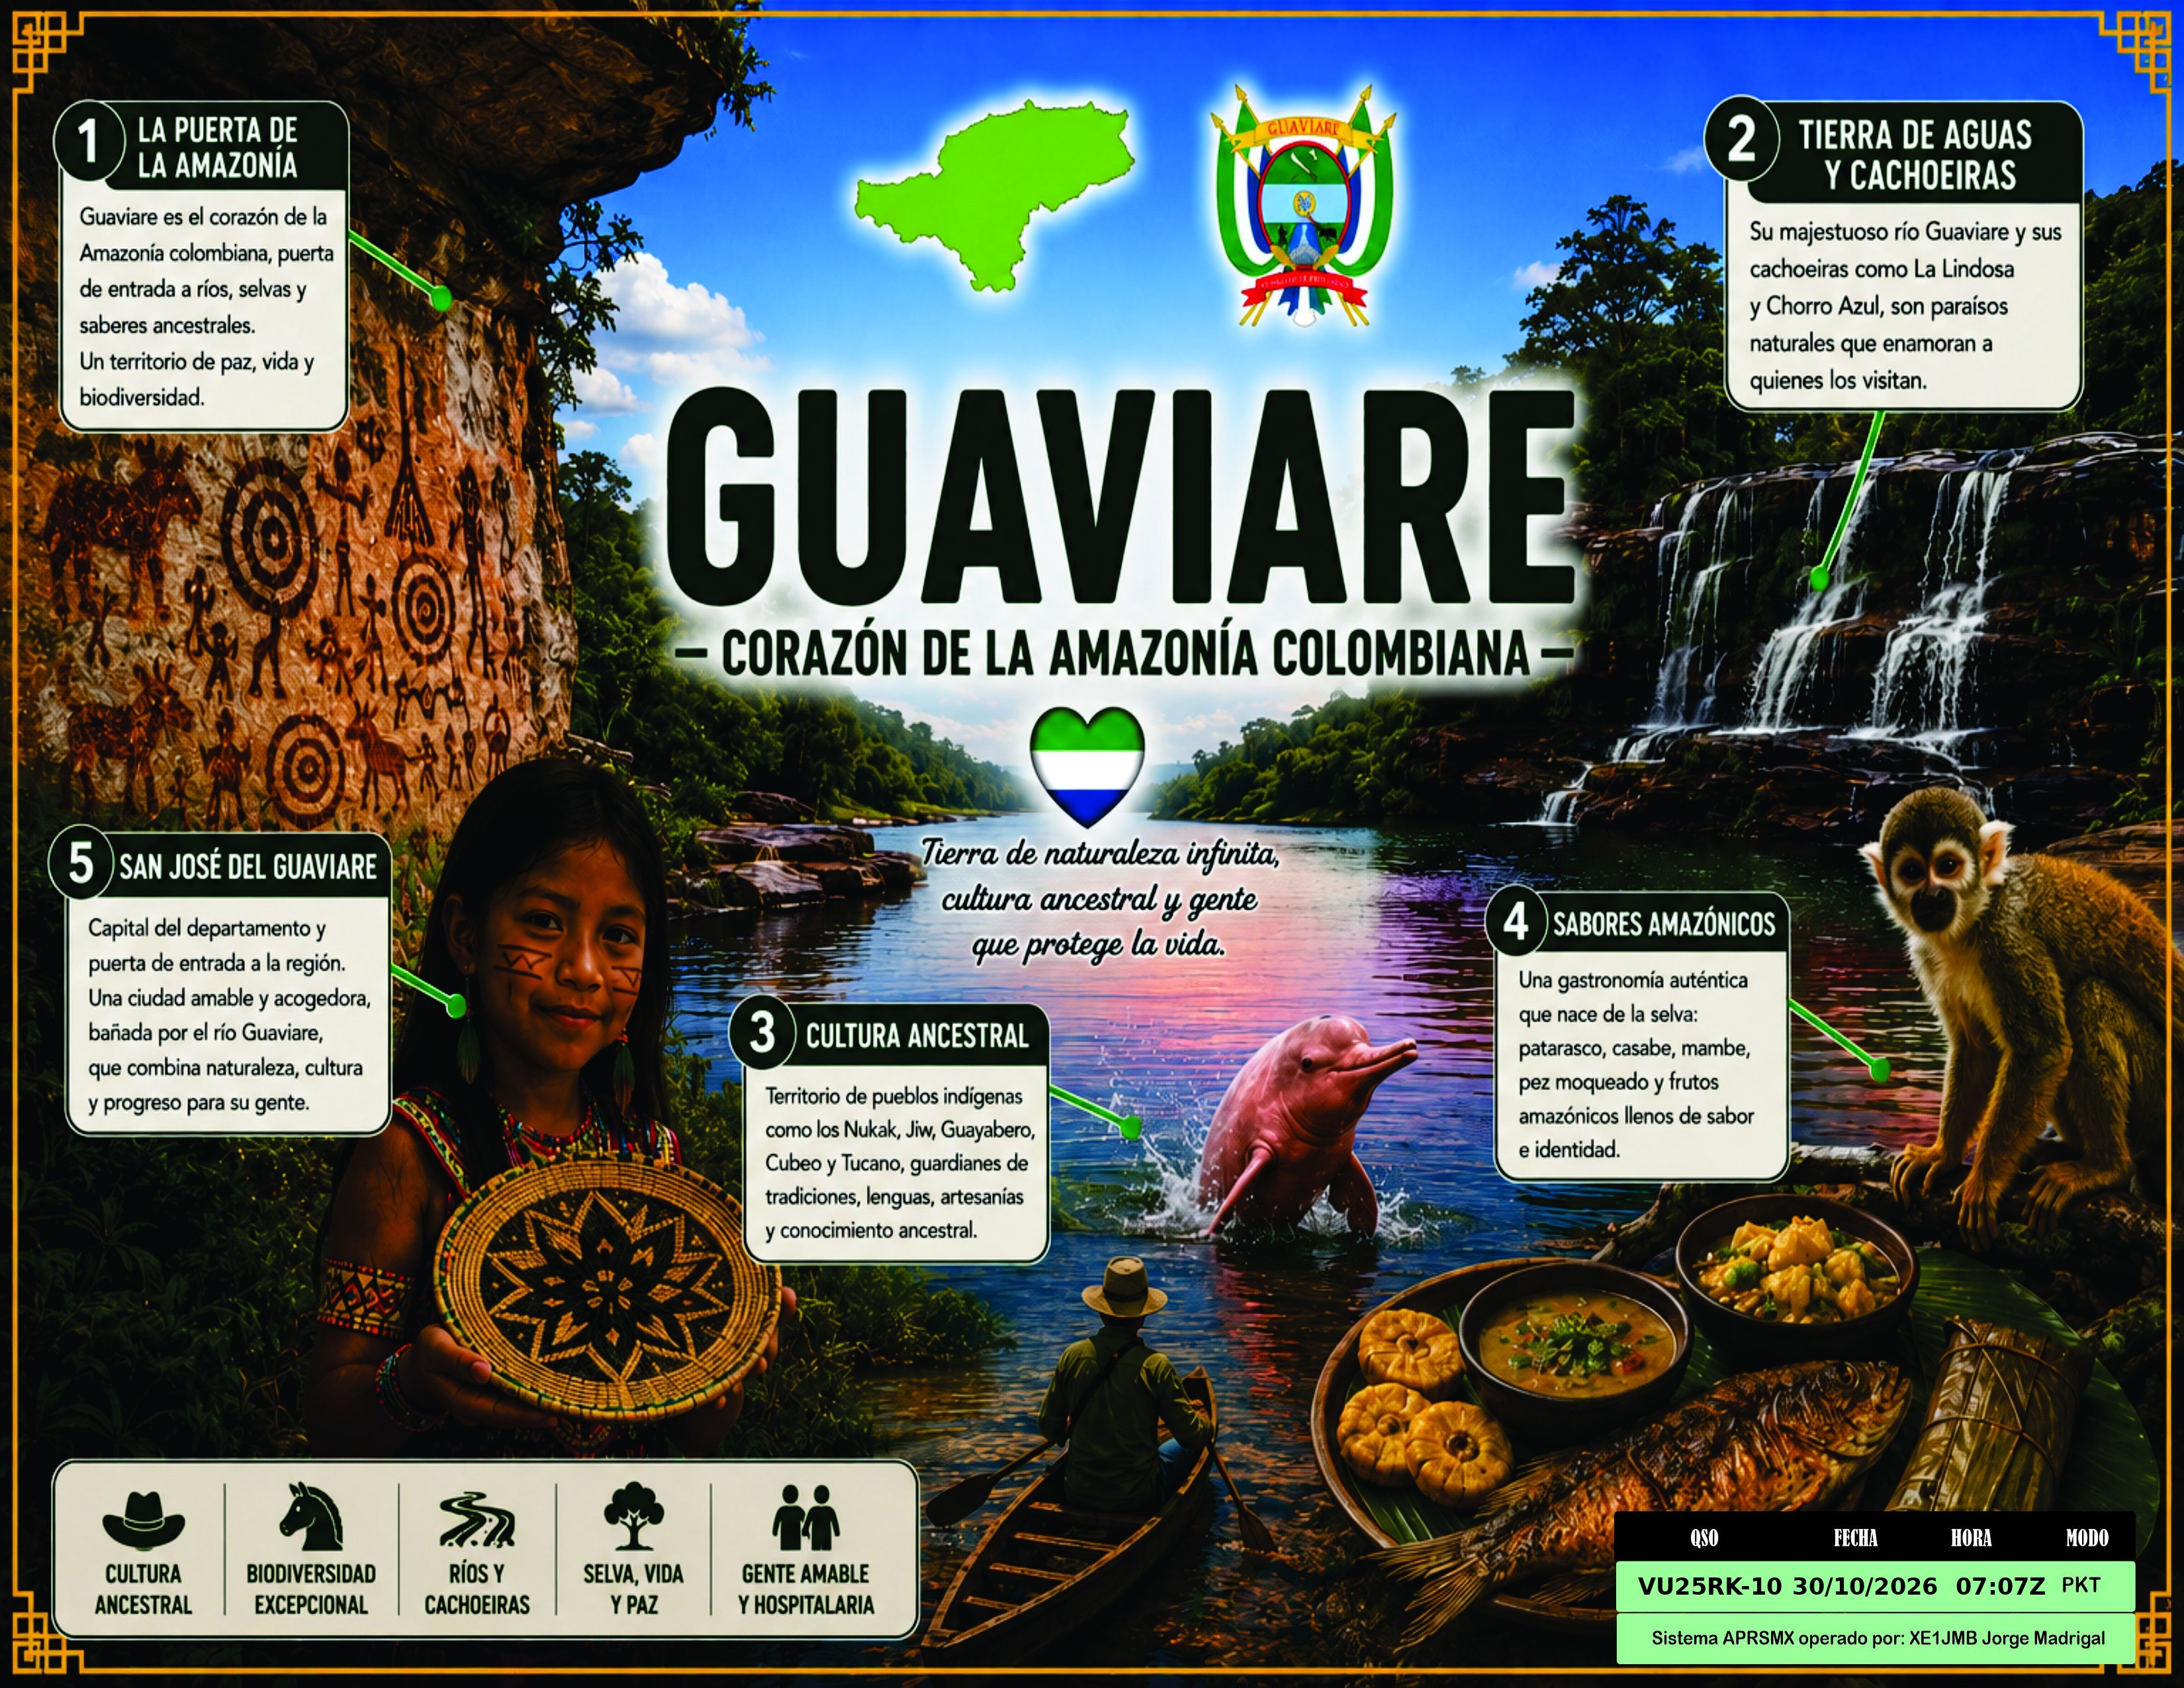 GUAVIARE
1
LA PUERTA DE
LA AMAZONÍA
Guaviare es el corazón de la
Amazonía colombiana, puerta
de entrada a ríos, selvas y
saberes ancestrales.
Un territorio de paz, vida y
biodiversidad.
2
TIERRA DE AGUAS
Y CACHOEIRAS
Su majestuoso río Guaviare y sus
cachoeiras como La Lindosa
y Chorro Azul, son paraísos
naturales que enamoran a
quienes los visitan.
GUAVIARE
– CORAZÓN DE LA AMAZONÍA COLOMBIANA –
Tierra de naturaleza infinita,
cultura ancestral y gente
que protege la vida.
5
SAN JOSÉ DEL GUAVIARE
Capital del departamento y
puerta de entrada a la región.
Una ciudad amable y acogedora,
bañada por el río Guaviare,
que combina naturaleza, cultura
y progreso para su gente.
3
CULTURA ANCESTRAL
Territorio de pueblos indígenas
como los Nukak, Jiw, Guayabero,
Cubeo y Tucano, guardianes de
tradiciones, lenguas, artesanías
y conocimiento ancestral.
4
SABORES AMAZÓNICOS
Una gastronomía auténtica
que nace de la selva:
patarasco, casabe, mambe,
pez moqueado y frutos
amazónicos llenos de sabor
e identidad.
CULTURA
ANCESTRAL
BIODIVERSIDAD
EXCEPCIONAL
RÍOS Y
CACHOEIRAS
SELVA, VIDA
Y PAZ
GENTE AMABLE
Y HOSPITALARIA
QSO FECHA HORA MODO
VU25RK-10 30/10/2026 07:07Z PKT
Sistema APRSMX operado por: XE1JMB Jorge Madrigal